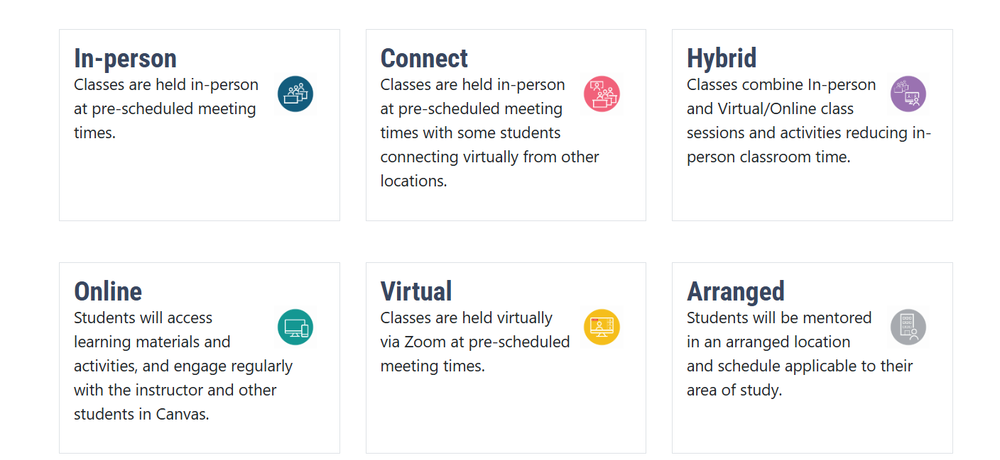 In-person
Classes are held in-person
at pre-scheduled meeting
times.
Connect
Classes are held in-person
at pre-scheduled meeting
times with some students
connecting virtually from other
locations.
Hybrid
Classes combine In-person
and Virtual/Online class
sessions and activities reducing in-
person classroom time.
Online
Students will access
learning materials and
activities, and engage regularly
with the instructor and other
students in Canvas.
Virtual
Classes are held virtually
via Zoom at pre-scheduled
meeting times.
Arranged
Students will be mentored
in an arranged location
and schedule applicable to their
area of study.